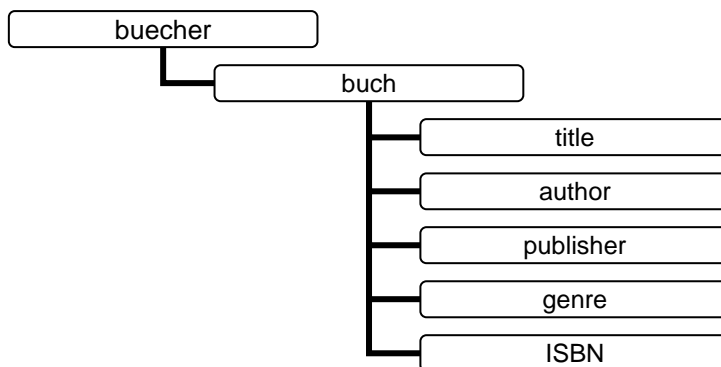 buecher
buch
title
author
publisher
genre
ISBN